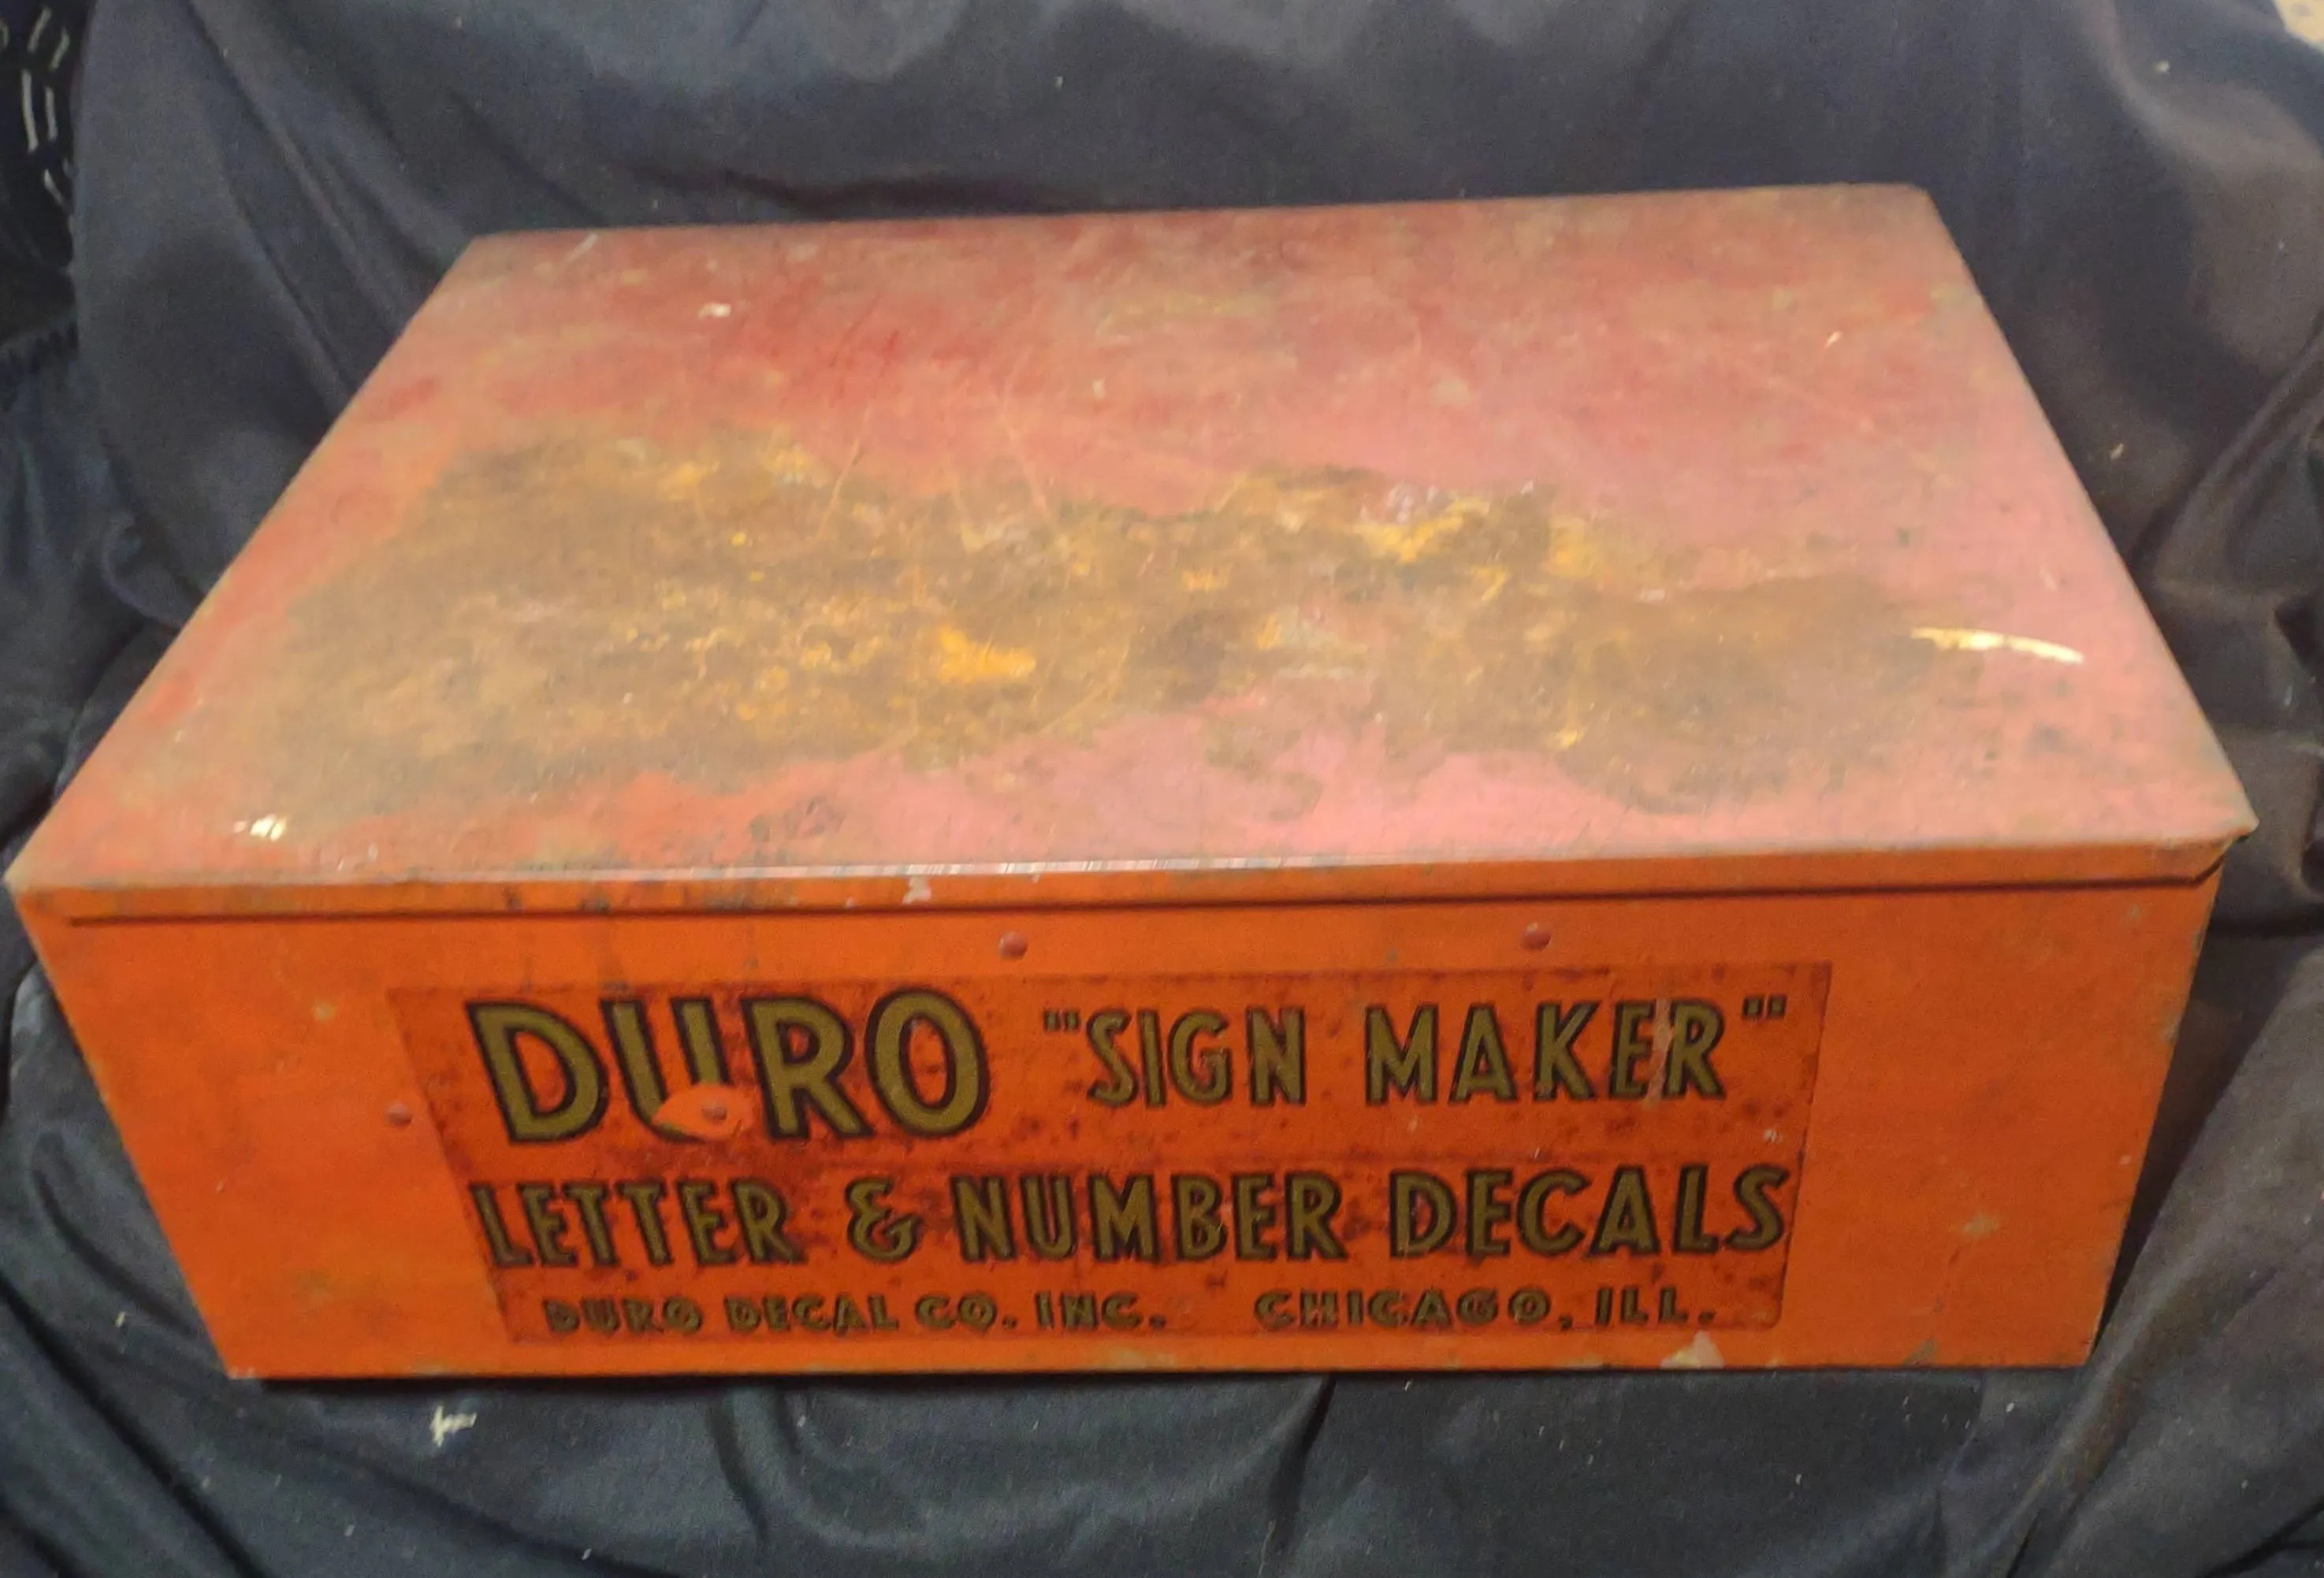 DURO "SIGN MAKER"
LETTER & NUMBER DECALS
DURO DECAL CO. INC. CHICAGO, ILL.